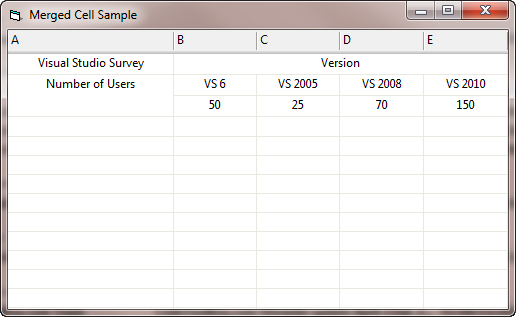 Merged Cell Sample
A B C D E
Visual Studio Survey Version
Number of Users VS 6 VS 2005 VS 2008 VS 2010
50 25 70 150